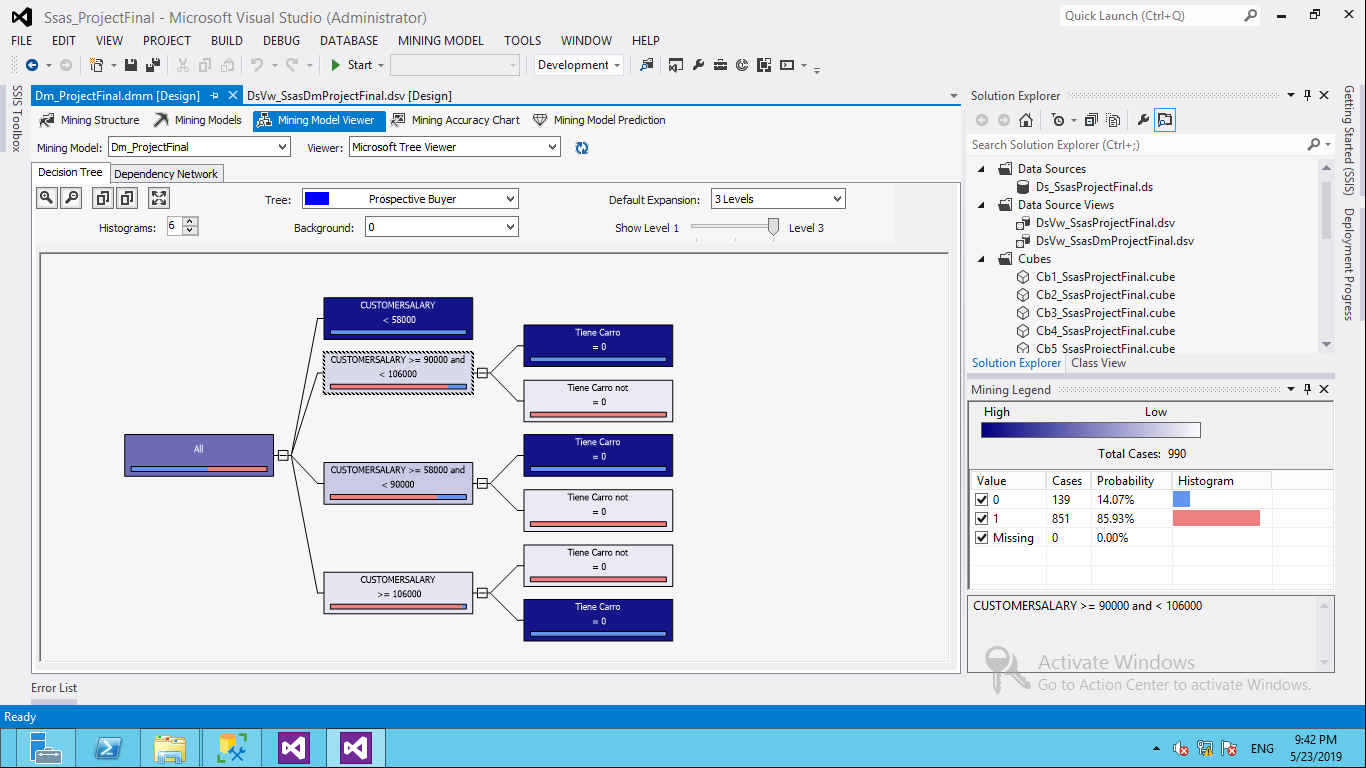 Ssas_ProjectFinal - Microsoft Visual Studio (Administrator)
Quick Launch (Ctrl+Q)
FILE EDIT VIEW PROJECT BUILD DEBUG DATABASE MINING MODEL TOOLS WINDOW HELP
Start Development
SSIS Toolbox
Dm_ProjectFinal.dmm [Design] DsVw_SsasDmProjectFinal.dsv [Design]
Mining Structure Mining Models Mining Model Viewer Mining Accuracy Chart Mining Model Prediction
Mining Model: Dm_ProjectFinal Viewer: Microsoft Tree Viewer
Decision Tree Dependency Network
Tree: Prospective Buyer Default Expansion: 3 Levels
Histograms: 6 Background: 0 Show Level 1 Level 3
All
CUSTOMERSALARY
< 58000
CUSTOMERSALARY >= 90000 and
< 106000
CUSTOMERSALARY >= 58000 and
< 90000
CUSTOMERSALARY
>= 106000
Tiene Carro
= 0
Tiene Carro not
= 0
Tiene Carro
= 0
Tiene Carro not
= 0
Tiene Carro not
= 0
Tiene Carro
= 0
Solution Explorer
Search Solution Explorer (Ctrl+;)
Data Sources
Ds_SsasProjectFinal.ds
Data Source Views
DsVw_SsasProjectFinal.dsv
DsVw_SsasDmProjectFinal.dsv
Cubes
Cb1_SsasProjectFinal.cube
Cb2_SsasProjectFinal.cube
Cb3_SsasProjectFinal.cube
Cb4_SsasProjectFinal.cube
Cb5_SsasProjectFinal.cube
Solution Explorer Class View
Mining Legend
High Low
Total Cases: 990
Value Cases Probability Histogram
0 139 14.07%
1 851 85.93%
Missing 0 0.00%
CUSTOMERSALARY >= 90000 and < 106000
Activate Windows
Go to Action Center to activate Windows.
Getting Started (SSIS)
Deployment Progress
Error List
Ready
ENG
9:42 PM
5/23/2019